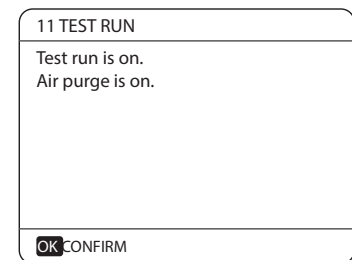 11 TEST RUN
Test run is on.
Air purge is on.
OK CONFIRM